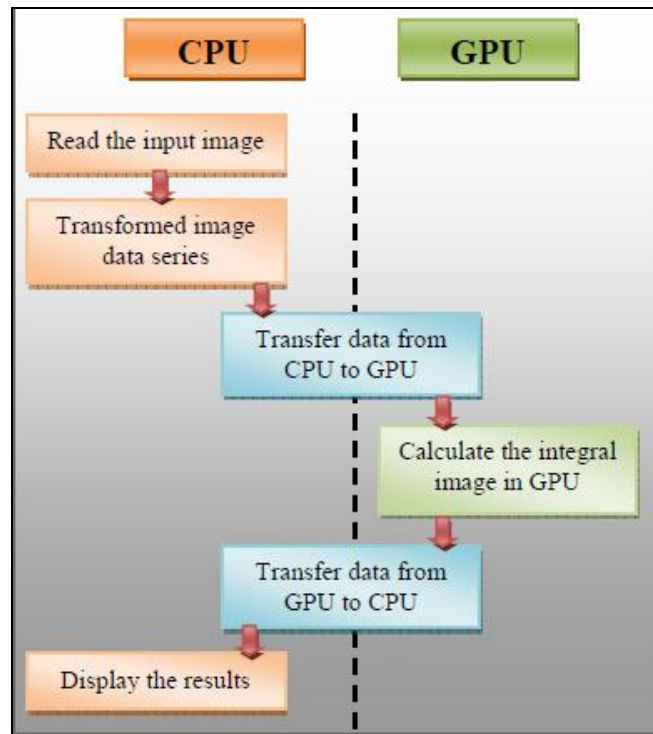 CPU
GPU
Read the input image
Transformed image
data series
Transfer data from
CPU to GPU
Calculate the integral
image in GPU
Transfer data from
GPU to CPU
Display the results